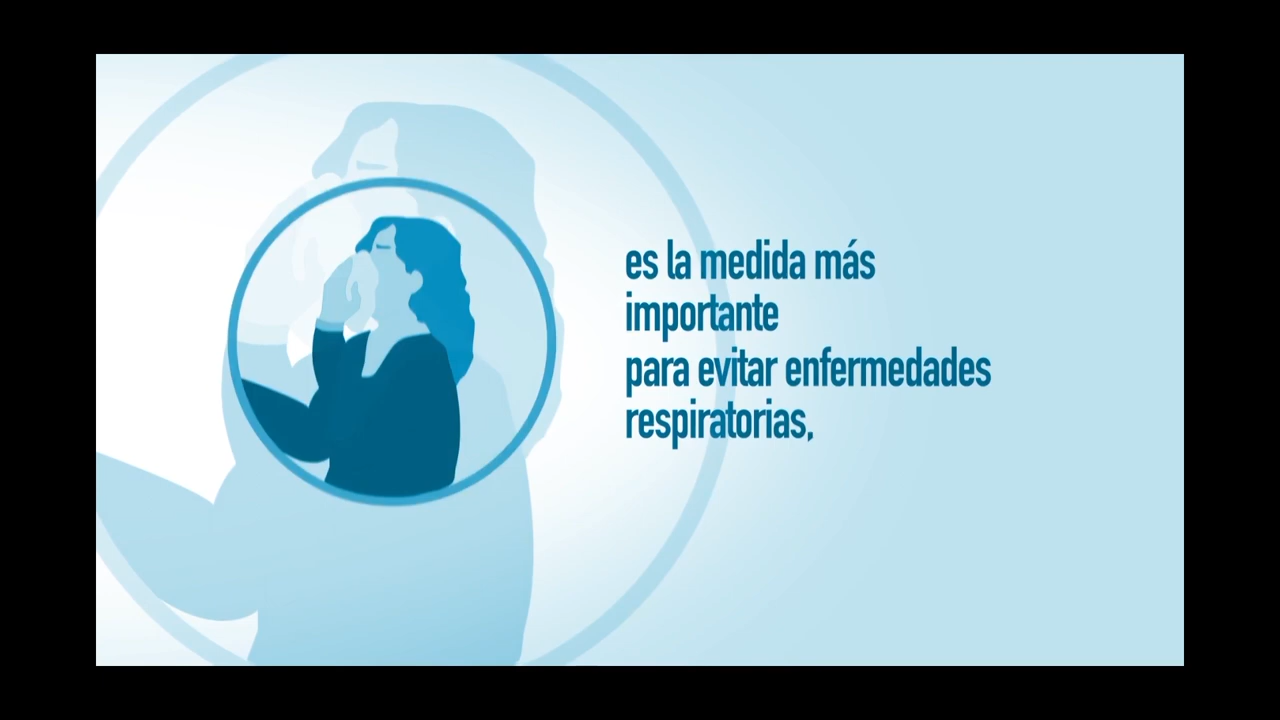 es la medida más
importante
para evitar enfermedades
respiratorias,